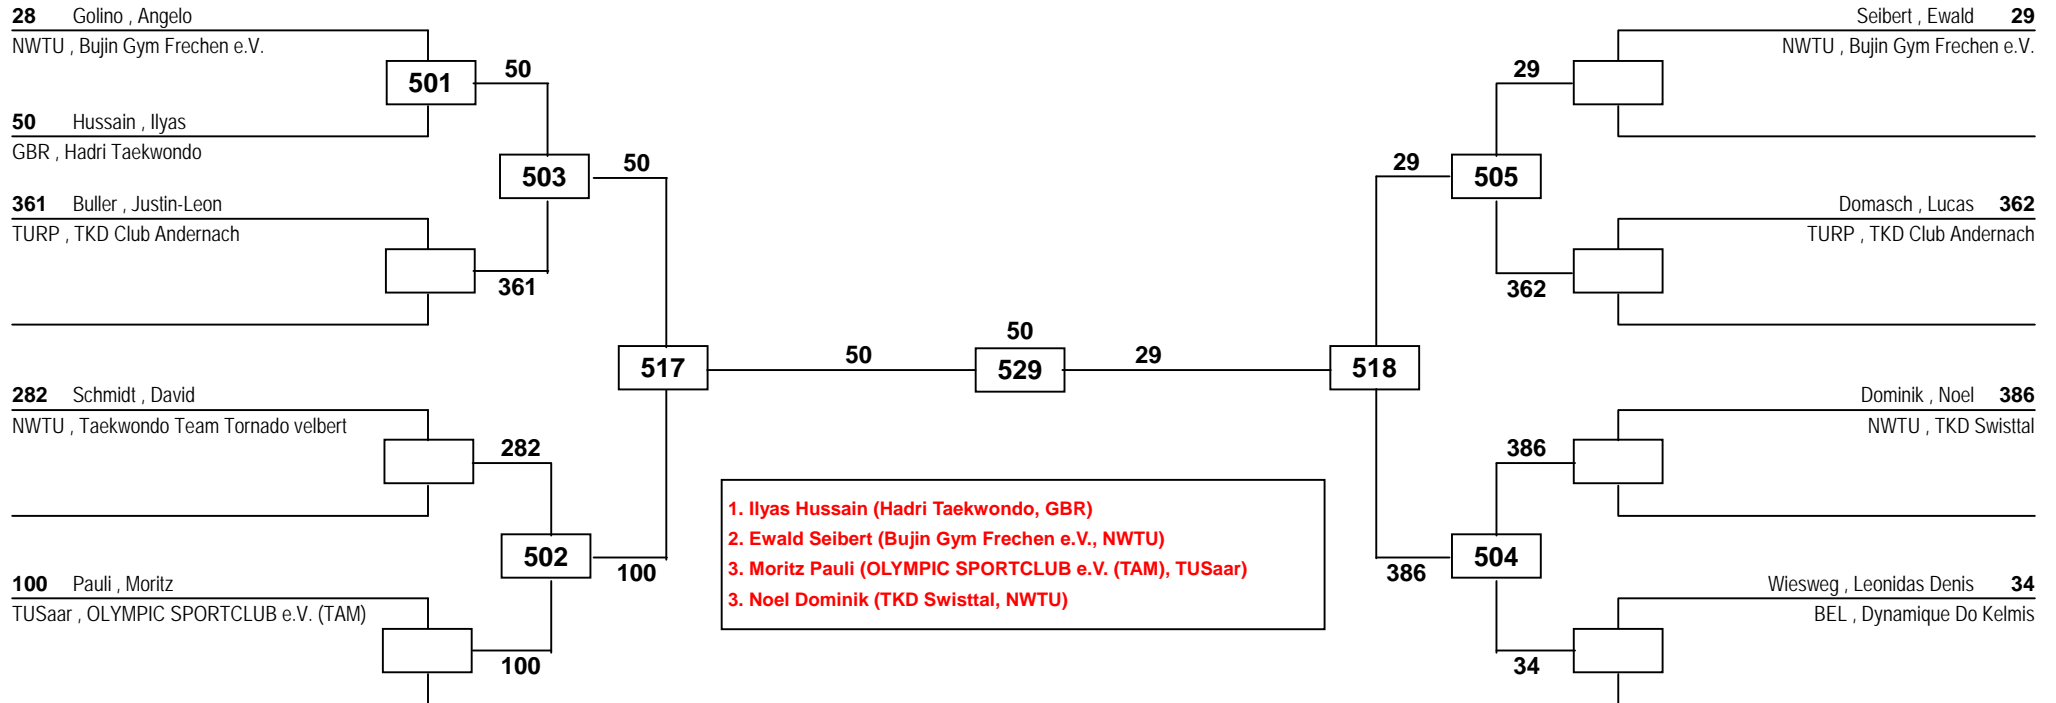 28 Golino , Angelo
NWTU , Bujin Gym Frechen e.V.
501
50
50 Hussain , Ilyas
GBR , Hadri Taekwondo
503
50
361 Buller , Justin-Leon
TURP , TKD Club Andernach
361
517
50
282 Schmidt , David
NWTU , Taekwondo Team Tornado velbert
282
502
100
100 Pauli , Moritz
TUSaar , OLYMPIC SPORTCLUB e.V. (TAM)
100
50
529
29
1. Ilyas Hussain (Hadri Taekwondo, GBR)
2. Ewald Seibert (Bujin Gym Frechen e.V., NWTU)
3. Moritz Pauli (OLYMPIC SPORTCLUB e.V. (TAM), TUSaar)
3. Noel Dominik (TKD Swisttal, NWTU)
Seibert , Ewald 29
NWTU , Bujin Gym Frechen e.V.
29
29
505
Domasch , Lucas 362
TURP , TKD Club Andernach
362
518
Dominik , Noel 386
NWTU , TKD Swisttal
386
504
386
Wiesweg , Leonidas Denis 34
BEL , Dynamique Do Kelmis
34